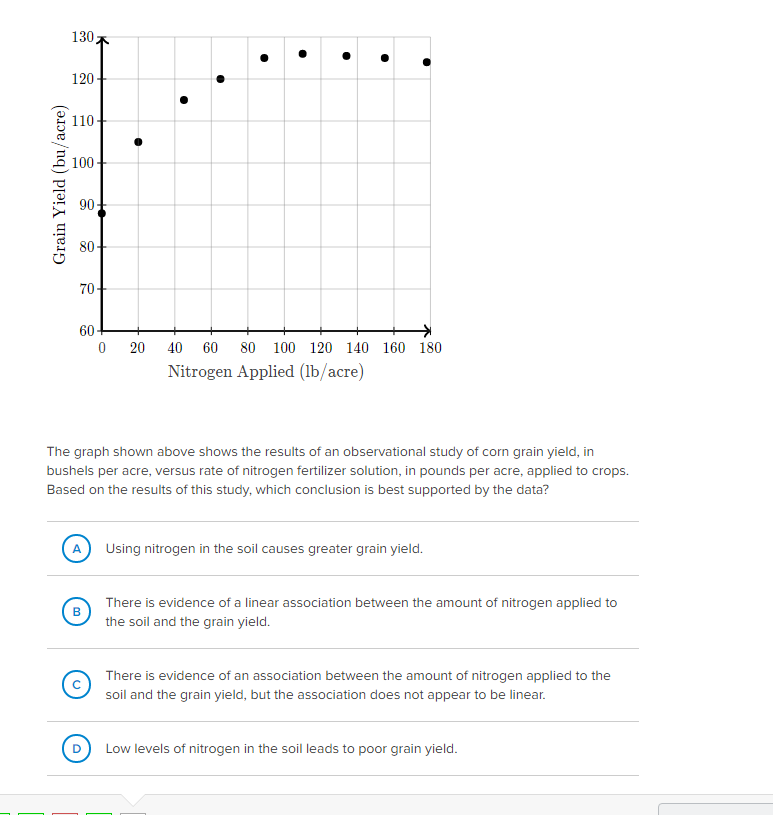 130
120
110
100
90
80
70
60
Grain Yield (bu/acre)
0 20 40 60 80 100 120 140 160 180
Nitrogen Applied (lb/acre)
The graph shown above shows the results of an observational study of corn grain yield, in
bushels per acre, versus rate of nitrogen fertilizer solution, in pounds per acre, applied to crops.
Based on the results of this study, which conclusion is best supported by the data?
A Using nitrogen in the soil causes greater grain yield.
B There is evidence of a linear association between the amount of nitrogen applied to
the soil and the grain yield.
C There is evidence of an association between the amount of nitrogen applied to the
soil and the grain yield, but the association does not appear to be linear.
D Low levels of nitrogen in the soil leads to poor grain yield.